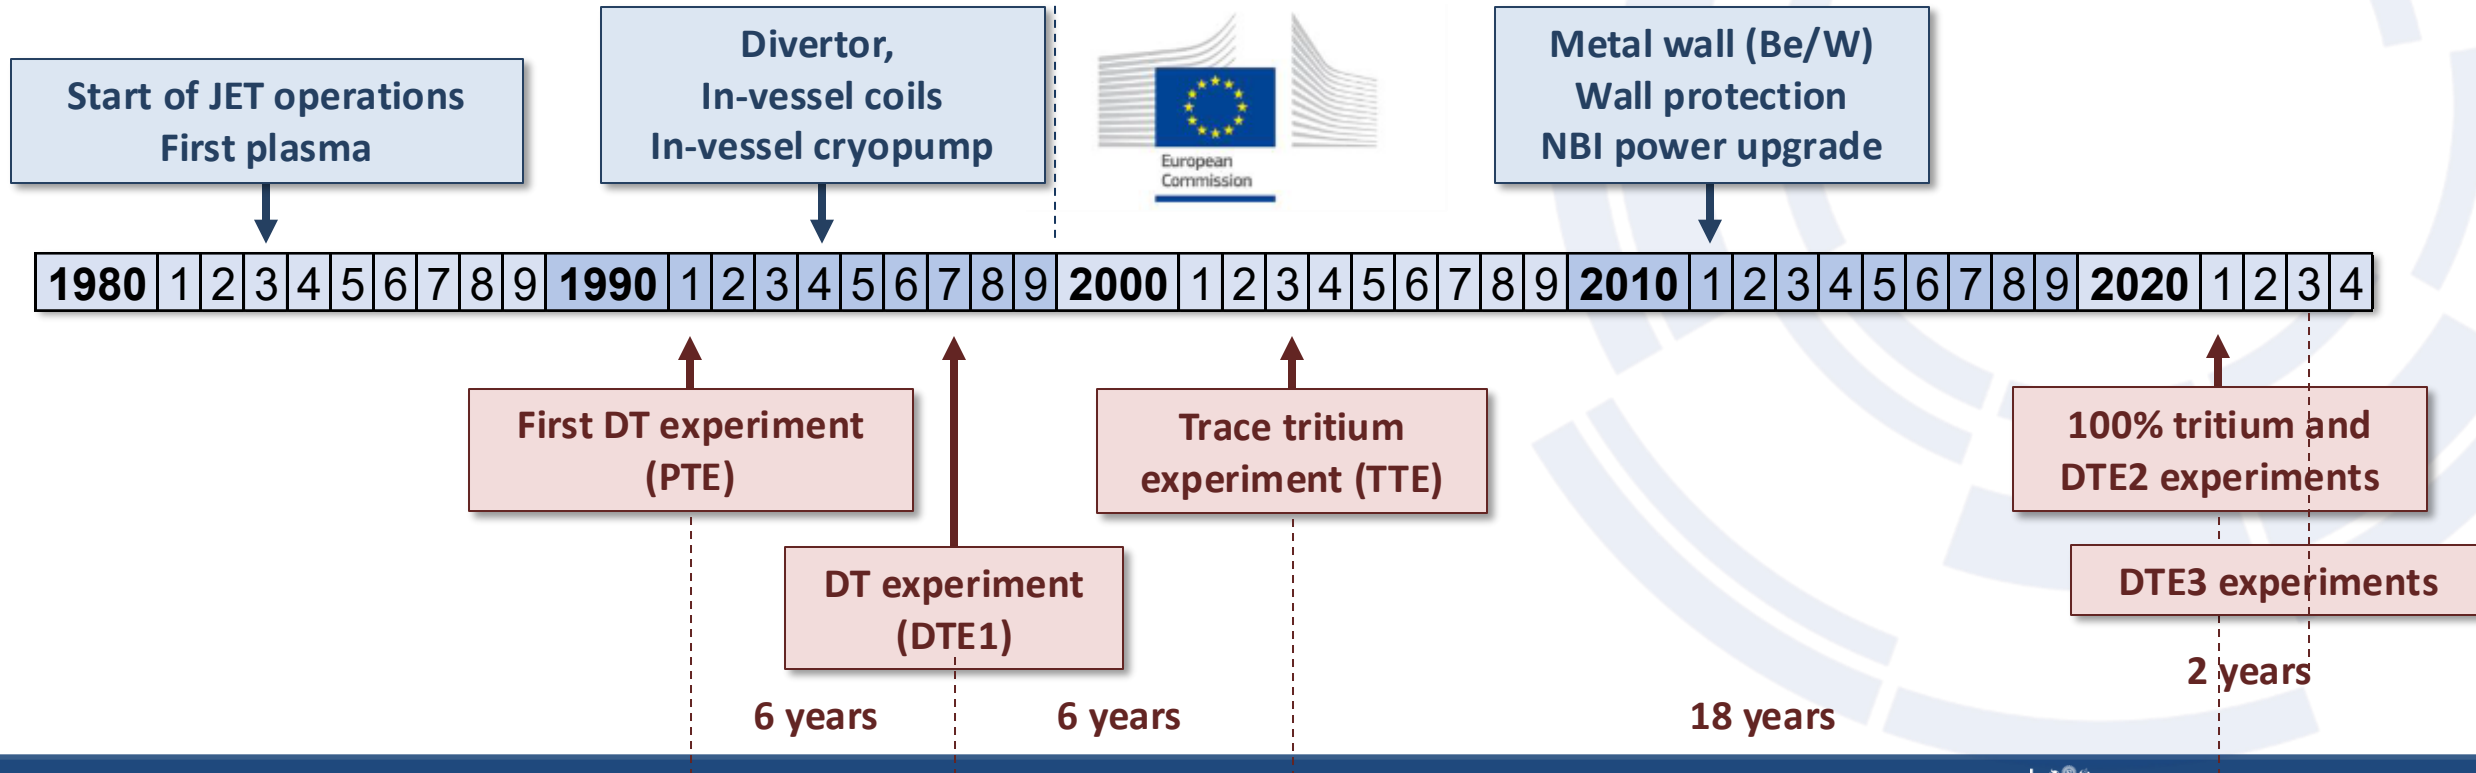 Start of JET operations
First plasma
Divertor,
In-vessel coils
In-vessel cryopump
European
Commission
Metal wall (Be/W)
Wall protection
NBI power upgrade
1980 1 2 3 4 5 6 7 8 9 1990 1 2 3 4 5 6 7 8 9 2000 1 2 3 4 5 6 7 8 9 2010 1 2 3 4 5 6 7 8 9 2020 1 2 3 4
First DT experiment
(PTE)
Trace tritium
experiment (TTE)
100% tritium and
DTE2 experiments
DT experiment
(DTE1)
DTE3 experiments
2 years
6 years
6 years
18 years